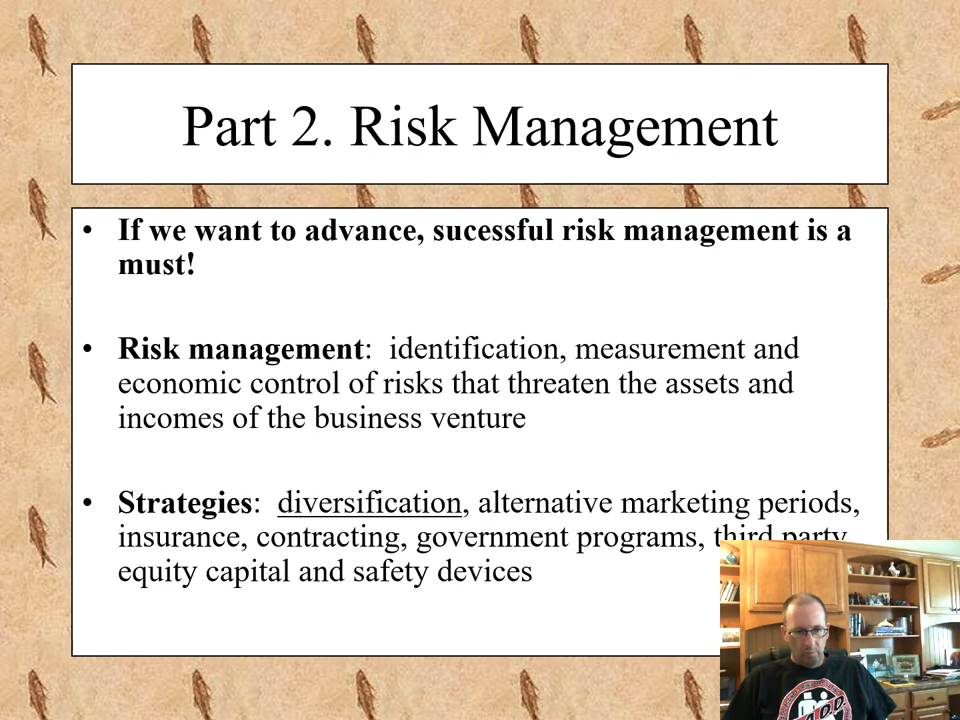 Part 2. Risk Management
• If we want to advance, sucessful risk management is a
must!
• Risk management: identification, measurement and
economic control of risks that threaten the assets and
incomes of the business venture
• Strategies: diversification, alternative marketing periods,
insurance, contracting, government programs, third party
equity capital and safety devices